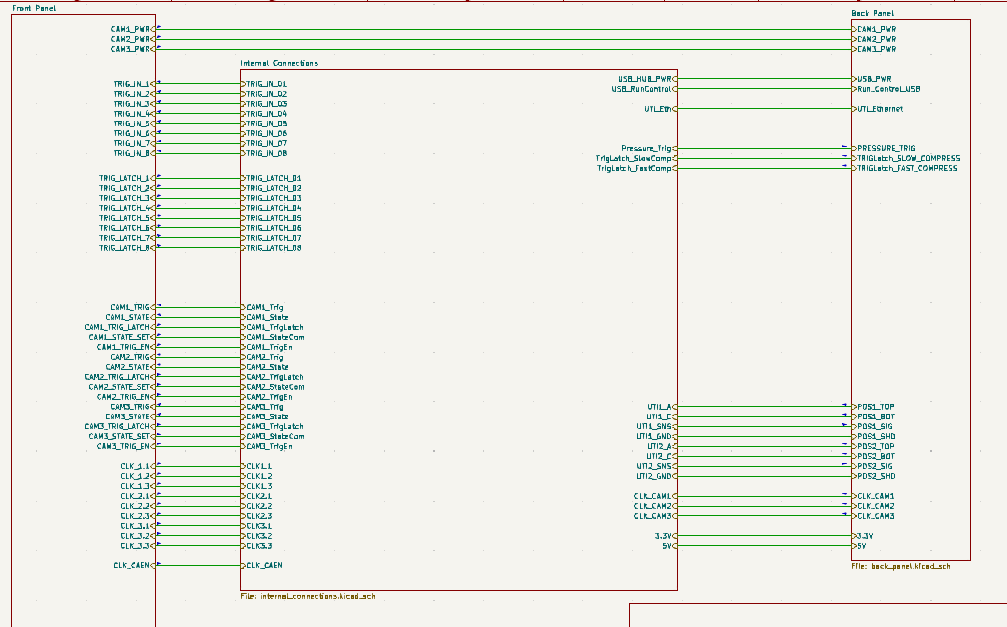 Front Panel
CAM1_PWR
CAM2_PWR
CAM3_PWR
TRIG_IN_1
TRIG_IN_2
TRIG_IN_3
TRIG_IN_4
TRIG_IN_5
TRIG_IN_6
TRIG_IN_7
TRIG_IN_8
TRIG_LATCH_1
TRIG_LATCH_2
TRIG_LATCH_3
TRIG_LATCH_4
TRIG_LATCH_5
TRIG_LATCH_6
TRIG_LATCH_7
TRIG_LATCH_8
CAM1_TRIG
CAM1_STATE
CAM1_TRIG_LATCH
CAM1_STATE_SET
CAM1_TRIG_EN
CAM2_TRIG
CAM2_STATE
CAM2_TRIG_LATCH
CAM2_STATE_SET
CAM2_TRIG_EN
CAM3_TRIG
CAM3_STATE
CAM3_TRIG_LATCH
CAM3_STATE_SET
CAM3_TRIG_EN
CLK_1.1
CLK_1.2
CLK_1.3
CLK_2.1
CLK_2.2
CLK_2.3
CLK_3.1
CLK_3.2
CLK_3.3
CLK_CAEN
Internal Connections
TRIG_IN_01
TRIG_IN_02
TRIG_IN_03
TRIG_IN_04
TRIG_IN_05
TRIG_IN_06
TRIG_IN_07
TRIG_IN_08
TRIG_LATCH_01
TRIG_LATCH_02
TRIG_LATCH_03
TRIG_LATCH_04
TRIG_LATCH_05
TRIG_LATCH_06
TRIG_LATCH_07
TRIG_LATCH_08
CAM1_Trig
CAM1_State
CAM1_TrigLatch
CAM1_StateCom
CAM1_TrigEn
CAM2_Trig
CAM2_State
CAM2_TrigLatch
CAM2_StateCom
CAM2_TrigEn
CAM3_Trig
CAM3_State
CAM3_TrigLatch
CAM3_StateCom
CAM3_TrigEn
CLK1.1
CLK1.2
CLK1.3
CLK2.1
CLK2.2
CLK2.3
CLK3.1
CLK3.2
CLK3.3
CLK_CAEN
USB_HUB_PWR
USB_RunControl
UTI_Eth
Pressure_Trig
TrigLatch_SlowComp
TrigLatch_FastComp
UTI1_A
UTI1_C
UTI1_SNS
UTI1_GND
UTI2_A
UTI2_C
UTI2_SNS
UTI2_GND
CLK_CAM1
CLK_CAM2
CLK_CAM3
3.3V
5V
File: internal_connections.kicad_sch
Back Panel
CAM1_PWR
CAM2_PWR
CAM3_PWR
USB_PWR
Run_Control_USB
UTI_Ethernet
PRESSURE_TRIG
TRIGLatch_SLOW_COMPRESS
TRIGLatch_FAST_COMPRESS
POS1_TOP
POS1_BOT
POS1_SIG
POS1_SHD
POS2_TOP
POS2_BOT
POS2_SIG
POS2_SHD
CLK_CAM1
CLK_CAM2
CLK_CAM3
3.3V
5V
File: back_panel.kicad_sch